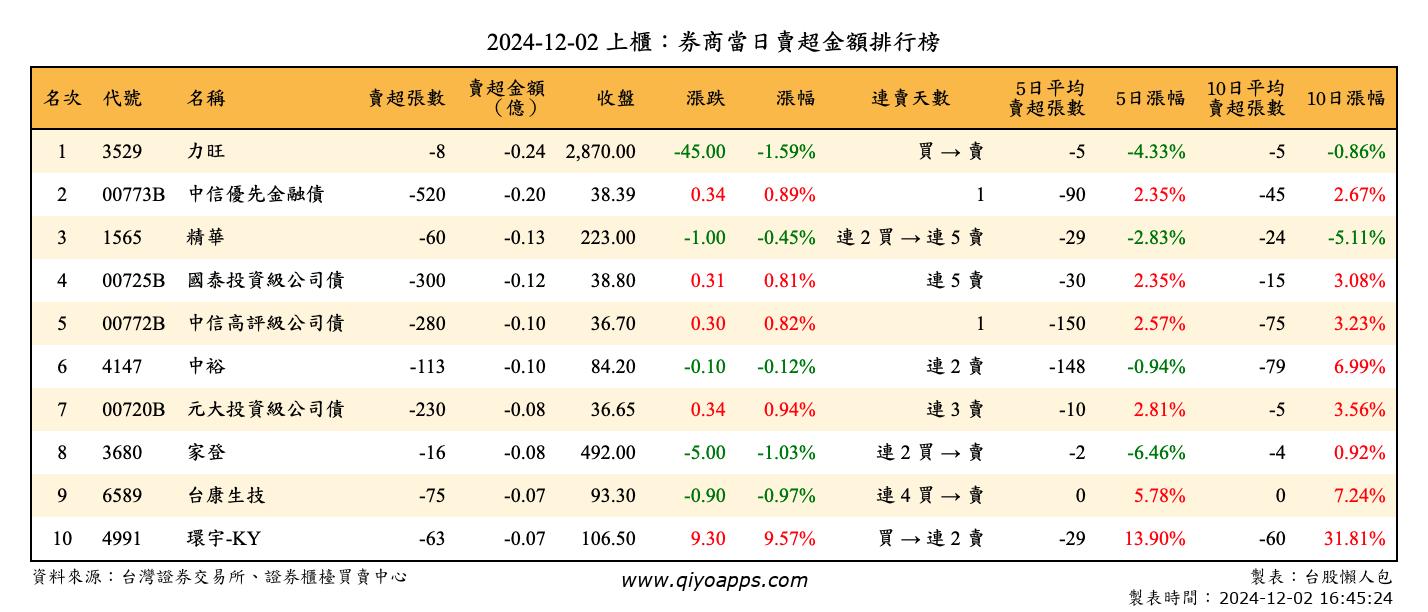 2024-12-02 上櫃：券商當日賣超金額排行榜
名次 代號 名稱 賣超張數 賣超金額（億） 收盤 漲跌 漲幅 連賣天數 5日平均賣超張數 5日漲幅 10日平均賣超張數 10日漲幅
1 3529 力旺 -8 -0.24 2,870.00 -45.00 -1.59% 買 → 賣 -5 -4.33% -5 -0.86%
2 00773B 中信優先金融債 -520 -0.20 38.39 0.34 0.89% 1 -90 2.35% -45 2.67%
3 1565 精華 -60 -0.13 223.00 -1.00 -0.45% 連 2 買 → 連 5 賣 -29 -2.83% -24 -5.11%
4 00725B 國泰投資級公司債 -300 -0.12 38.80 0.31 0.81% 連 5 賣 -30 2.35% -15 3.08%
5 00772B 中信高評級公司債 -280 -0.10 36.70 0.30 0.82% 1 -150 2.57% -75 3.23%
6 4147 中裕 -113 -0.10 84.20 -0.10 -0.12% 連 2 賣 -148 -0.94% -79 6.99%
7 00720B 元大投資級公司債 -230 -0.08 36.65 0.34 0.94% 連 3 賣 -10 2.81% -5 3.56%
8 3680 家登 -16 -0.08 492.00 -5.00 -1.03% 連 2 買 → 賣 -2 -6.46% -4 0.92%
9 6589 台康生技 -75 -0.07 93.30 -0.90 -0.97% 連 4 買 → 賣 0 5.78% 0 7.24%
10 4991 環宇-KY -63 -0.07 106.50 9.30 9.57% 買 → 連 2 賣 -29 13.90% -60 31.81%
資料來源：台灣證券交易所、證券櫃檯買賣中心 www.qiyoapps.com 製表：台股懶人包
製表時間：2024-12-02 16:45:24